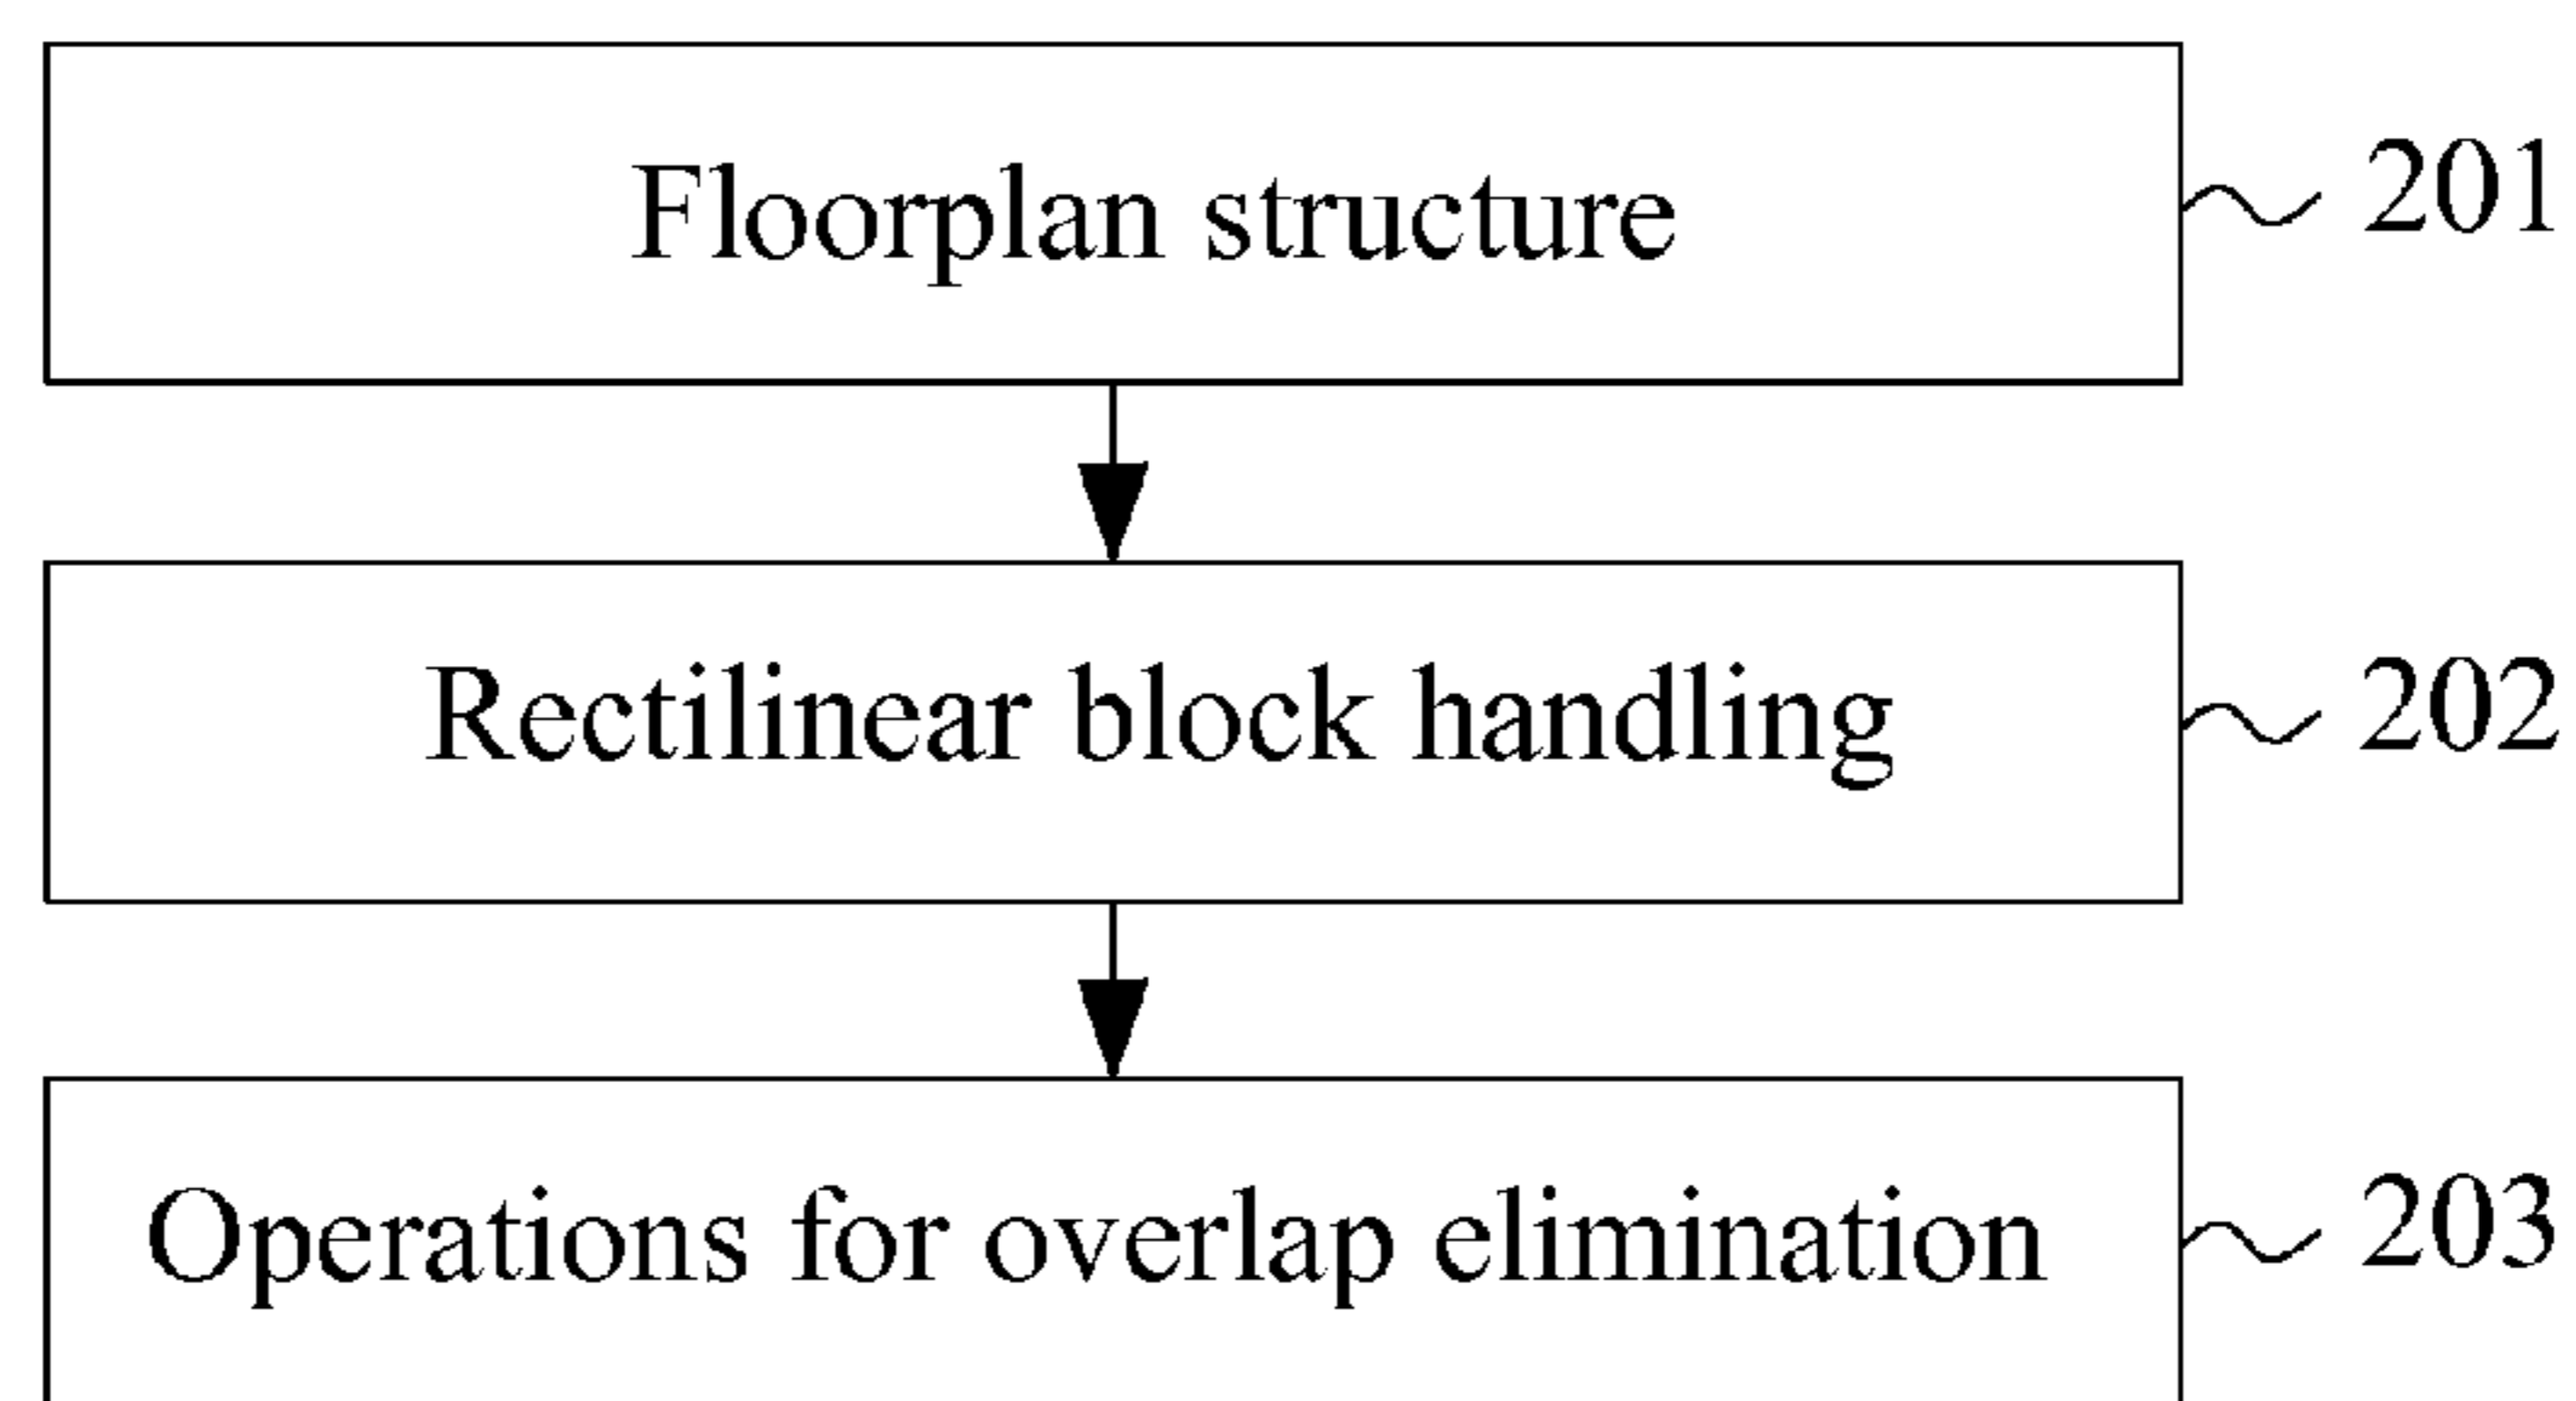 Floorplan structure 201
Rectilinear block handling 202
Operations for overlap elimination 203